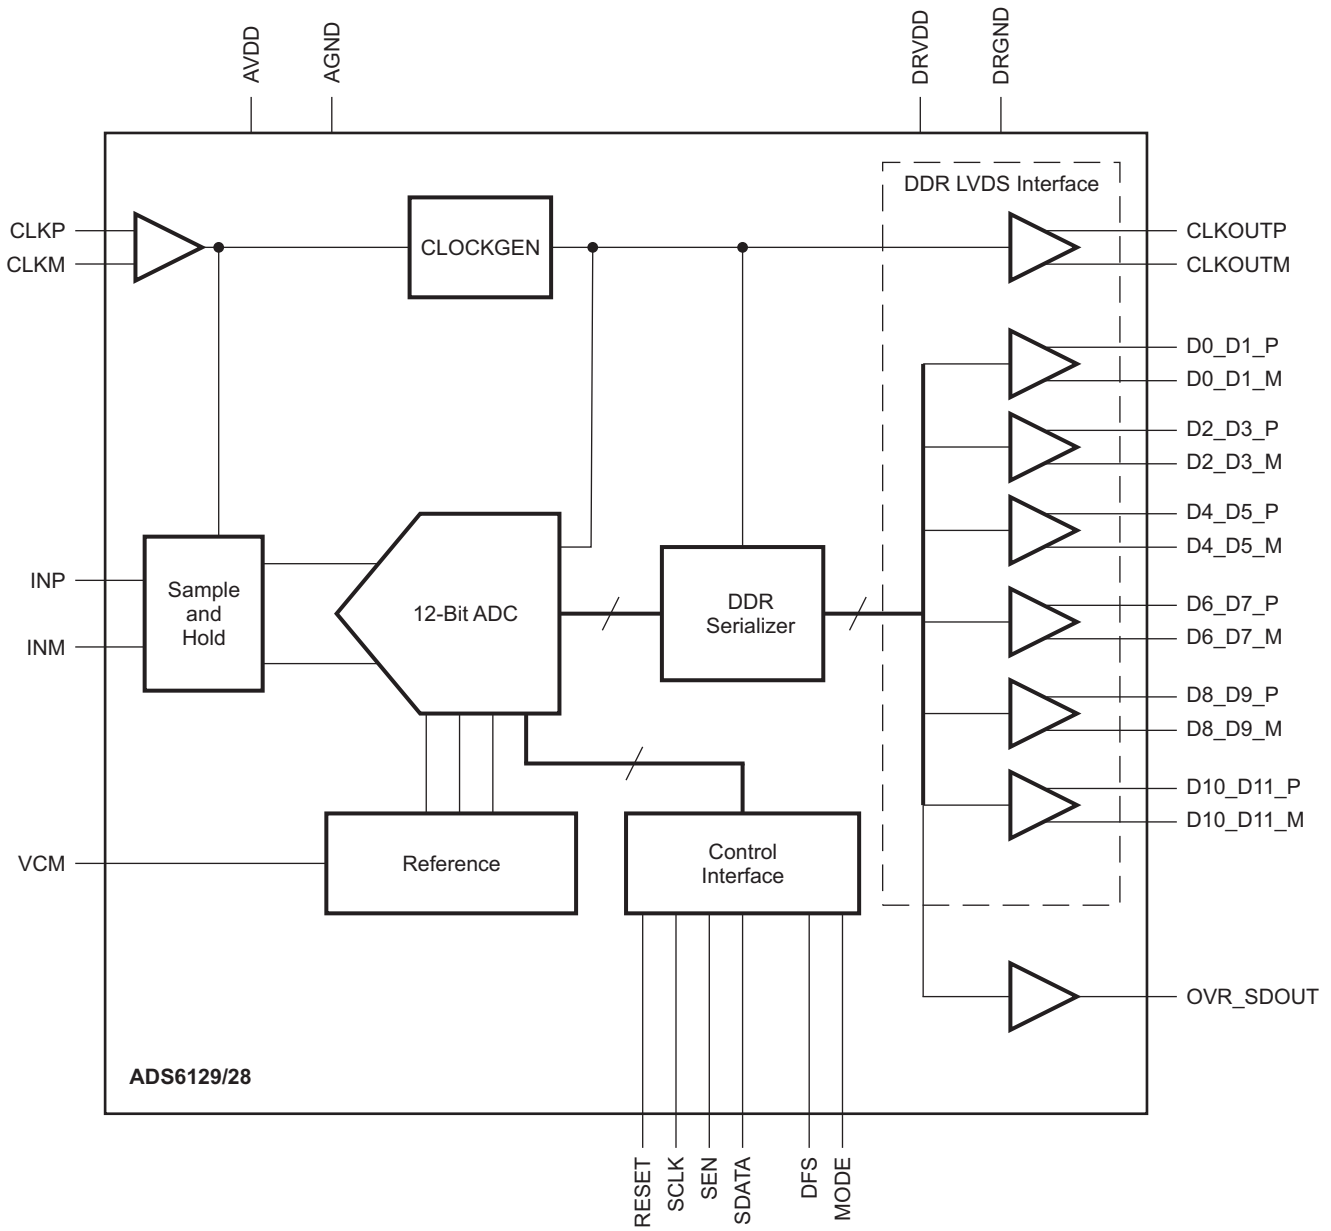 AVDD
AGND
DRVDD
DRGND
DDR LVDS Interface
CLKP
CLKM
CLOCKGEN
CLKOUTP
CLKOUTM
D0_D1_P
D0_D1_M
D2_D3_P
D2_D3_M
D4_D5_P
D4_D5_M
INP
INM
Sample
and
Hold
12-Bit ADC
DDR
Serializer
D6_D7_P
D6_D7_M
D8_D9_P
D8_D9_M
D10_D11_P
D10_D11_M
VCM
Reference
Control
Interface
OVR_SDOUT
ADS6129/28
RESET
SCLK
SEN
SDATA
DFS
MODE